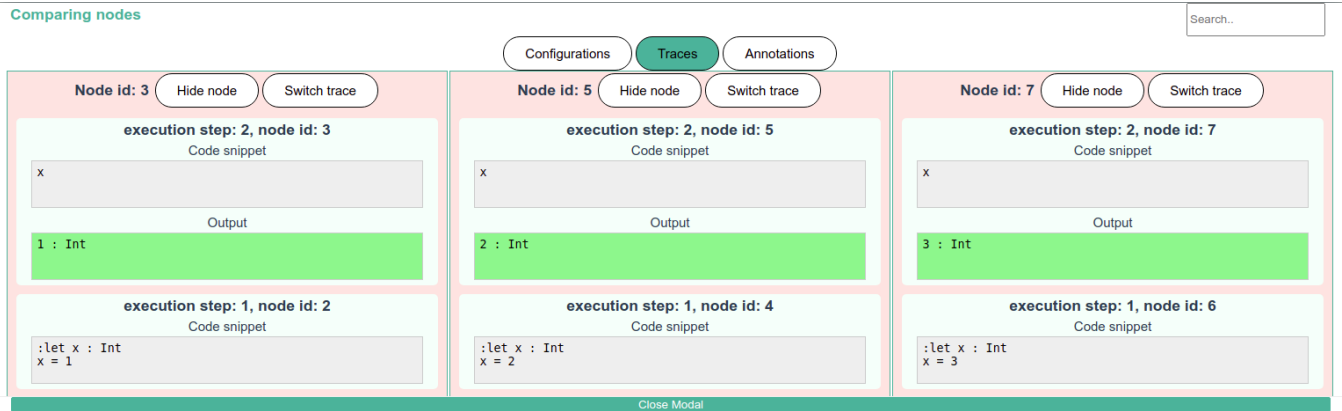 Comparing nodes
Search..
Configurations Traces Annotations
Node id: 3 Hide node Switch trace
execution step: 2, node id: 3
Code snippet
x
Output
1 : Int
execution step: 1, node id: 2
Code snippet
:let x : Int
x = 1
Node id: 5 Hide node Switch trace
execution step: 2, node id: 5
Code snippet
x
Output
2 : Int
execution step: 1, node id: 4
Code snippet
:let x : Int
x = 2
Node id: 7 Hide node Switch trace
execution step: 2, node id: 7
Code snippet
x
Output
3 : Int
execution step: 1, node id: 6
Code snippet
:let x : Int
x = 3
Close Modal